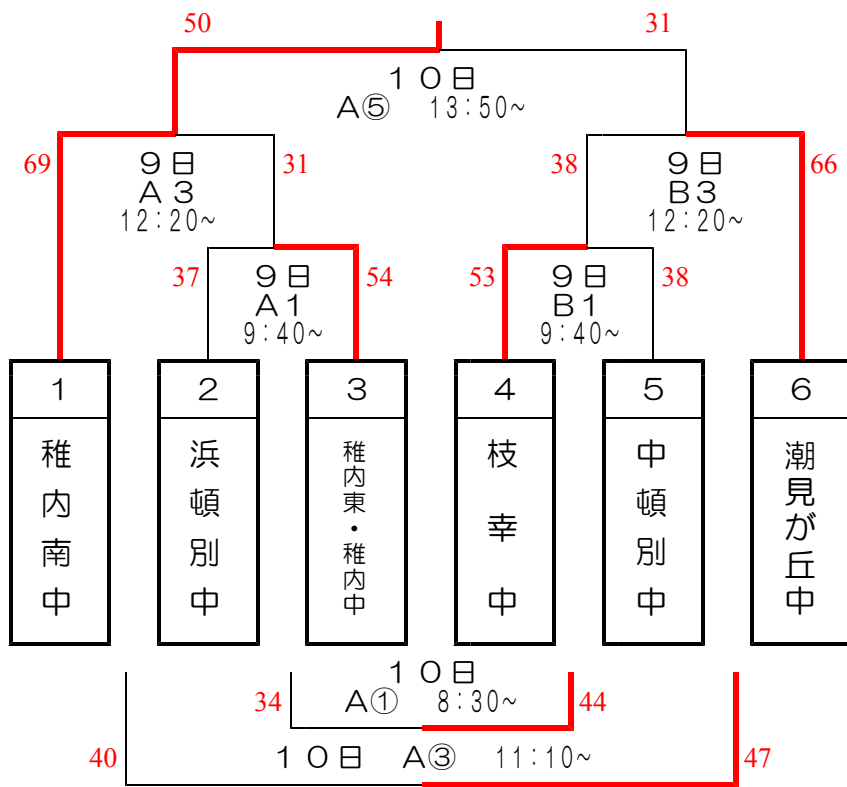 50 31
10日
A⑤ 13:50~
69 9日 31 38 9日 66
A3 B3
12:20~ 12:20~
37 9日 54 53 9日 38
A1 B1
9:40~ 9:40~
1 2 3 4 5 6
稚内南中
浜頓別中
稚内東・稚内中
枝幸中
中頓別中
潮見が丘中
10日
34 A① 8:30~ 44
40 10日 A③ 11:10~ 47